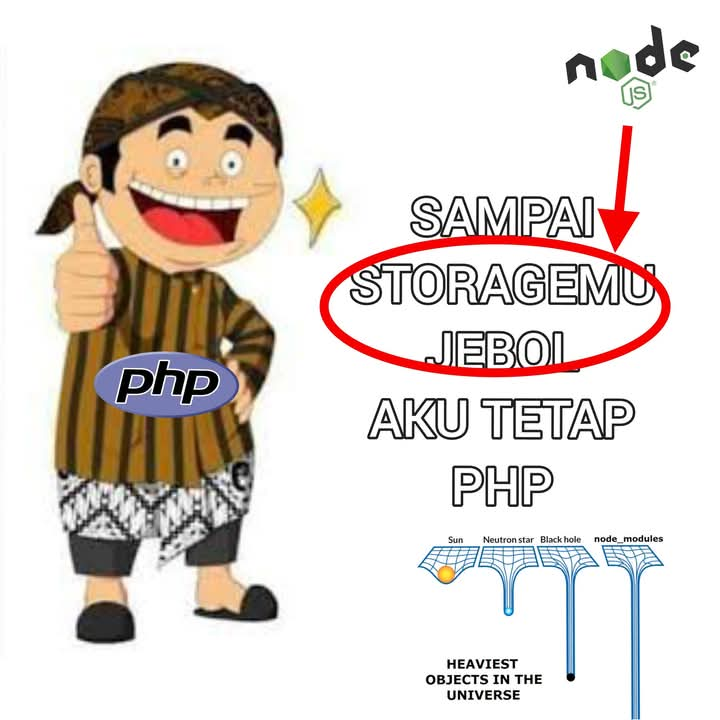 node
JS
SAMPAI
STORAGEMU
JEBOL
AKU TETAP
PHP
php
Sun Neutron star Black hole node_modules
HEAVIEST
OBJECTS IN THE
UNIVERSE